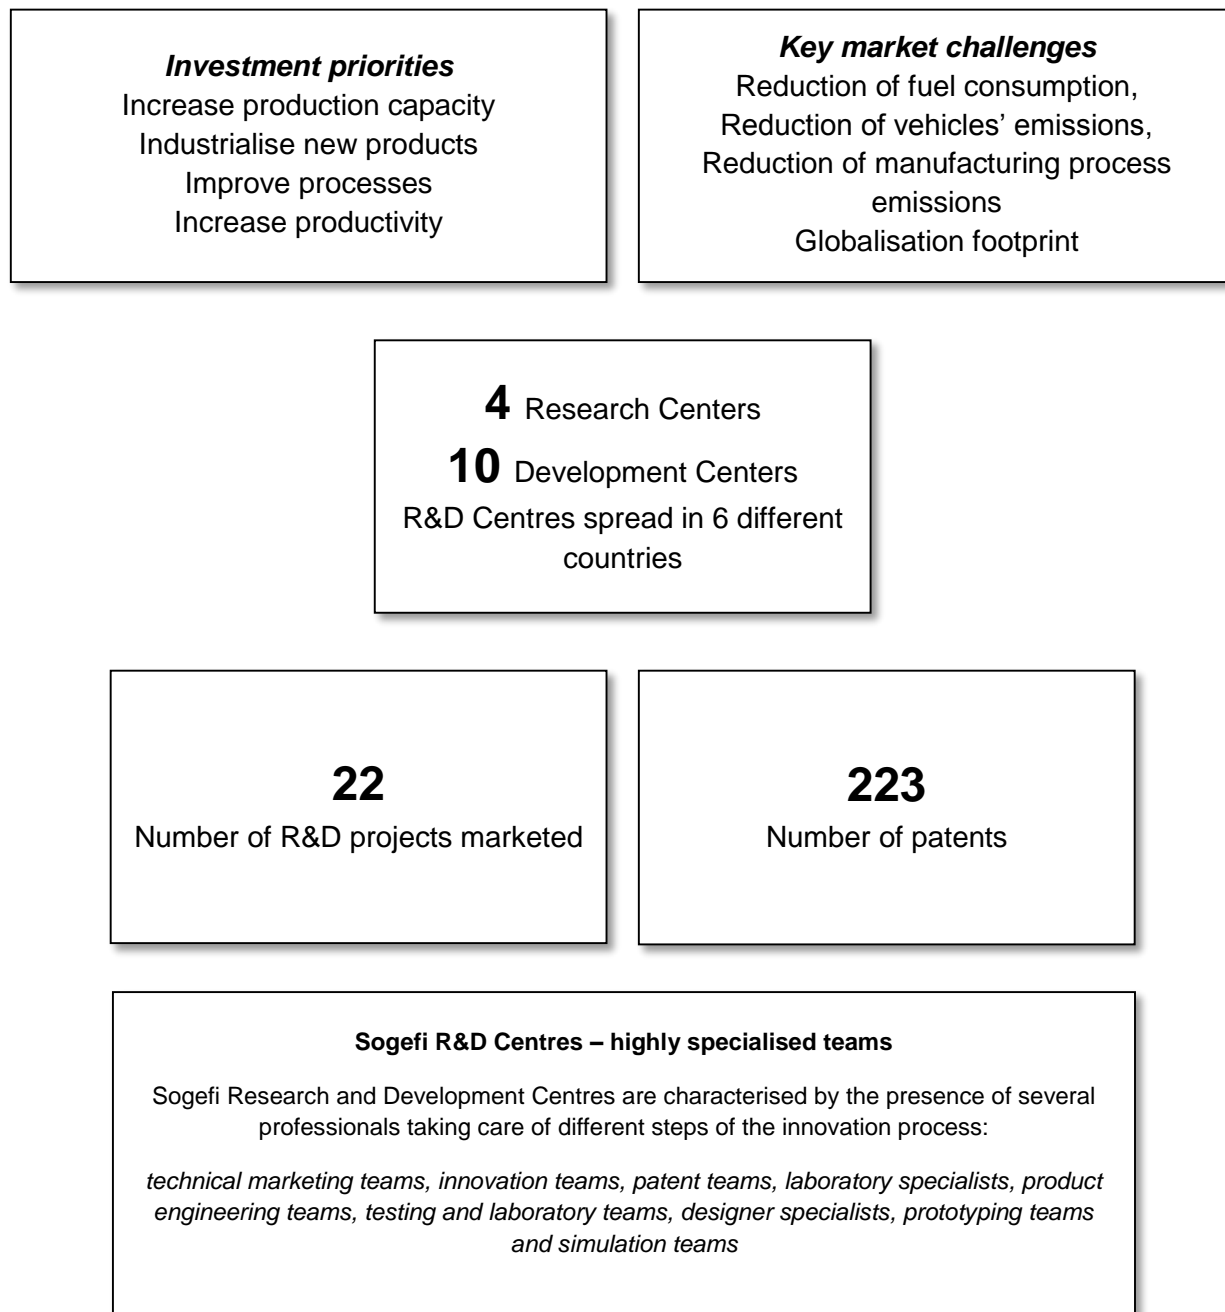 Investment priorities
Increase production capacity
Industrialise new products
Improve processes
Increase productivity
Key market challenges
Reduction of fuel consumption,
Reduction of vehicles’ emissions,
Reduction of manufacturing process
emissions
Globalisation footprint
4 Research Centers
10 Development Centers
R&D Centres spread in 6 different
countries
22
Number of R&D projects marketed
223
Number of patents
Sogefi R&D Centres – highly specialised teams
Sogefi Research and Development Centres are characterised by the presence of several
professionals taking care of different steps of the innovation process:
technical marketing teams, innovation teams, patent teams, laboratory specialists, product
engineering teams, testing and laboratory teams, designer specialists, prototyping teams
and simulation teams